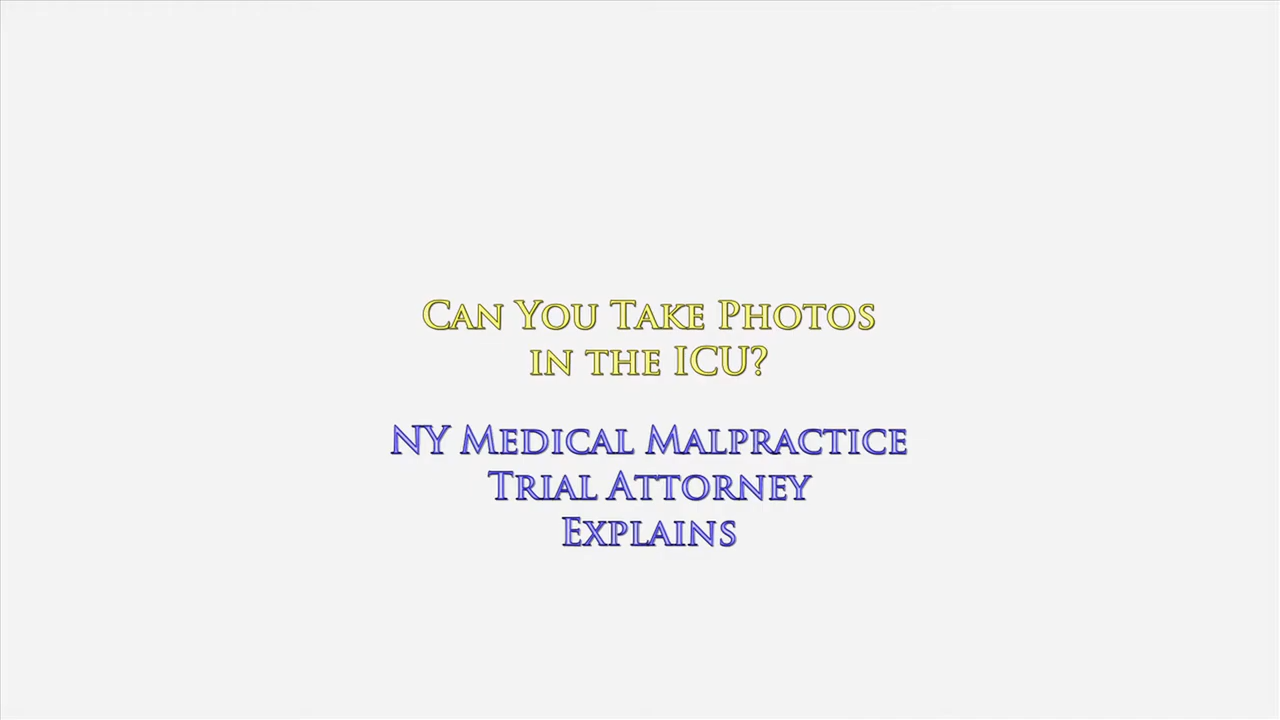 Can You Take Photos
in the ICU?
NY Medical Malpractice
Trial Attorney
Explains